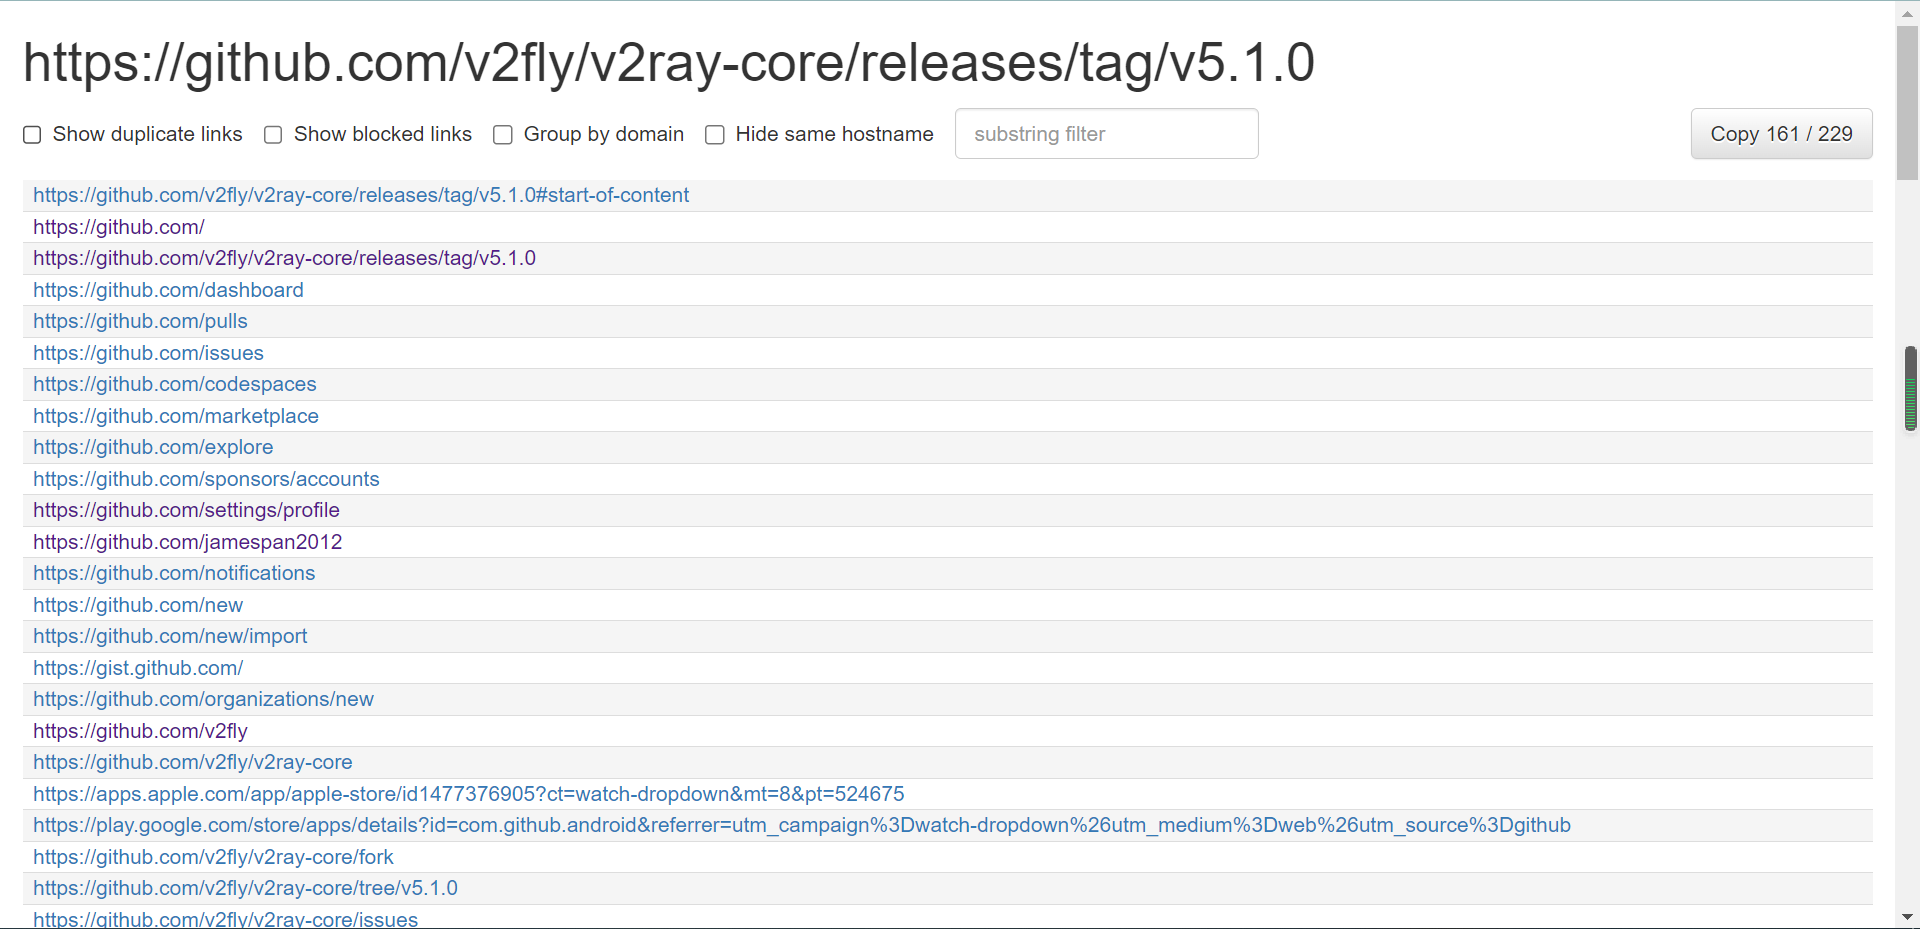 https://github.com/v2fly/v2ray-core/releases/tag/v5.1.0
Show duplicate links Show blocked links Group by domain Hide same hostname substring filter Copy 161 / 229
https://github.com/v2fly/v2ray-core/releases/tag/v5.1.0#start-of-content
https://github.com/
https://github.com/v2fly/v2ray-core/releases/tag/v5.1.0
https://github.com/dashboard
https://github.com/pulls
https://github.com/issues
https://github.com/codespaces
https://github.com/marketplace
https://github.com/explore
https://github.com/sponsors/accounts
https://github.com/settings/profile
https://github.com/jamespan2012
https://github.com/notifications
https://github.com/new
https://github.com/new/import
https://gist.github.com/
https://github.com/organizations/new
https://github.com/v2fly
https://github.com/v2fly/v2ray-core
https://apps.apple.com/app/apple-store/id1477376905?ct=watch-dropdown&mt=8&pt=524675
https://play.google.com/store/apps/details?id=com.github.android&referrer=utm_campaign%3Dwatch-dropdown%26utm_medium%3Dweb%26utm_source%3Dgithub
https://github.com/v2fly/v2ray-core/fork
https://github.com/v2fly/v2ray-core/tree/v5.1.0
https://github.com/v2fly/v2ray-core/issues